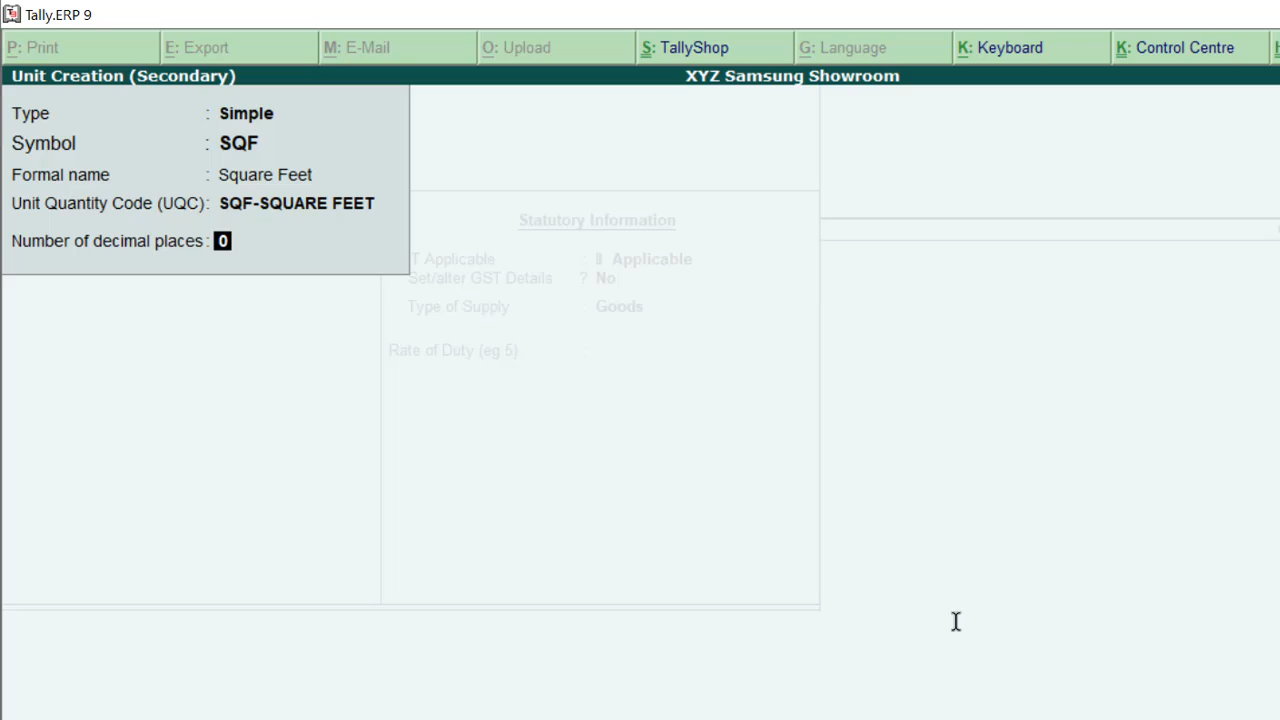 Tally.ERP 9
P: Print E: Export M: E-Mail O: Upload S: TallyShop G: Language K: Keyboard K: Control Centre
Unit Creation (Secondary) XYZ Samsung Showroom
Type : Simple
Symbol : SQF
Formal name : Square Feet
Unit Quantity Code (UQC): SQF-SQUARE FEET
Number of decimal places: 0
Statutory Information
T Applicable : Applicable
Set/alter GST Details ? No
Type of Supply : Goods
Rate of Duty (eg 5) :